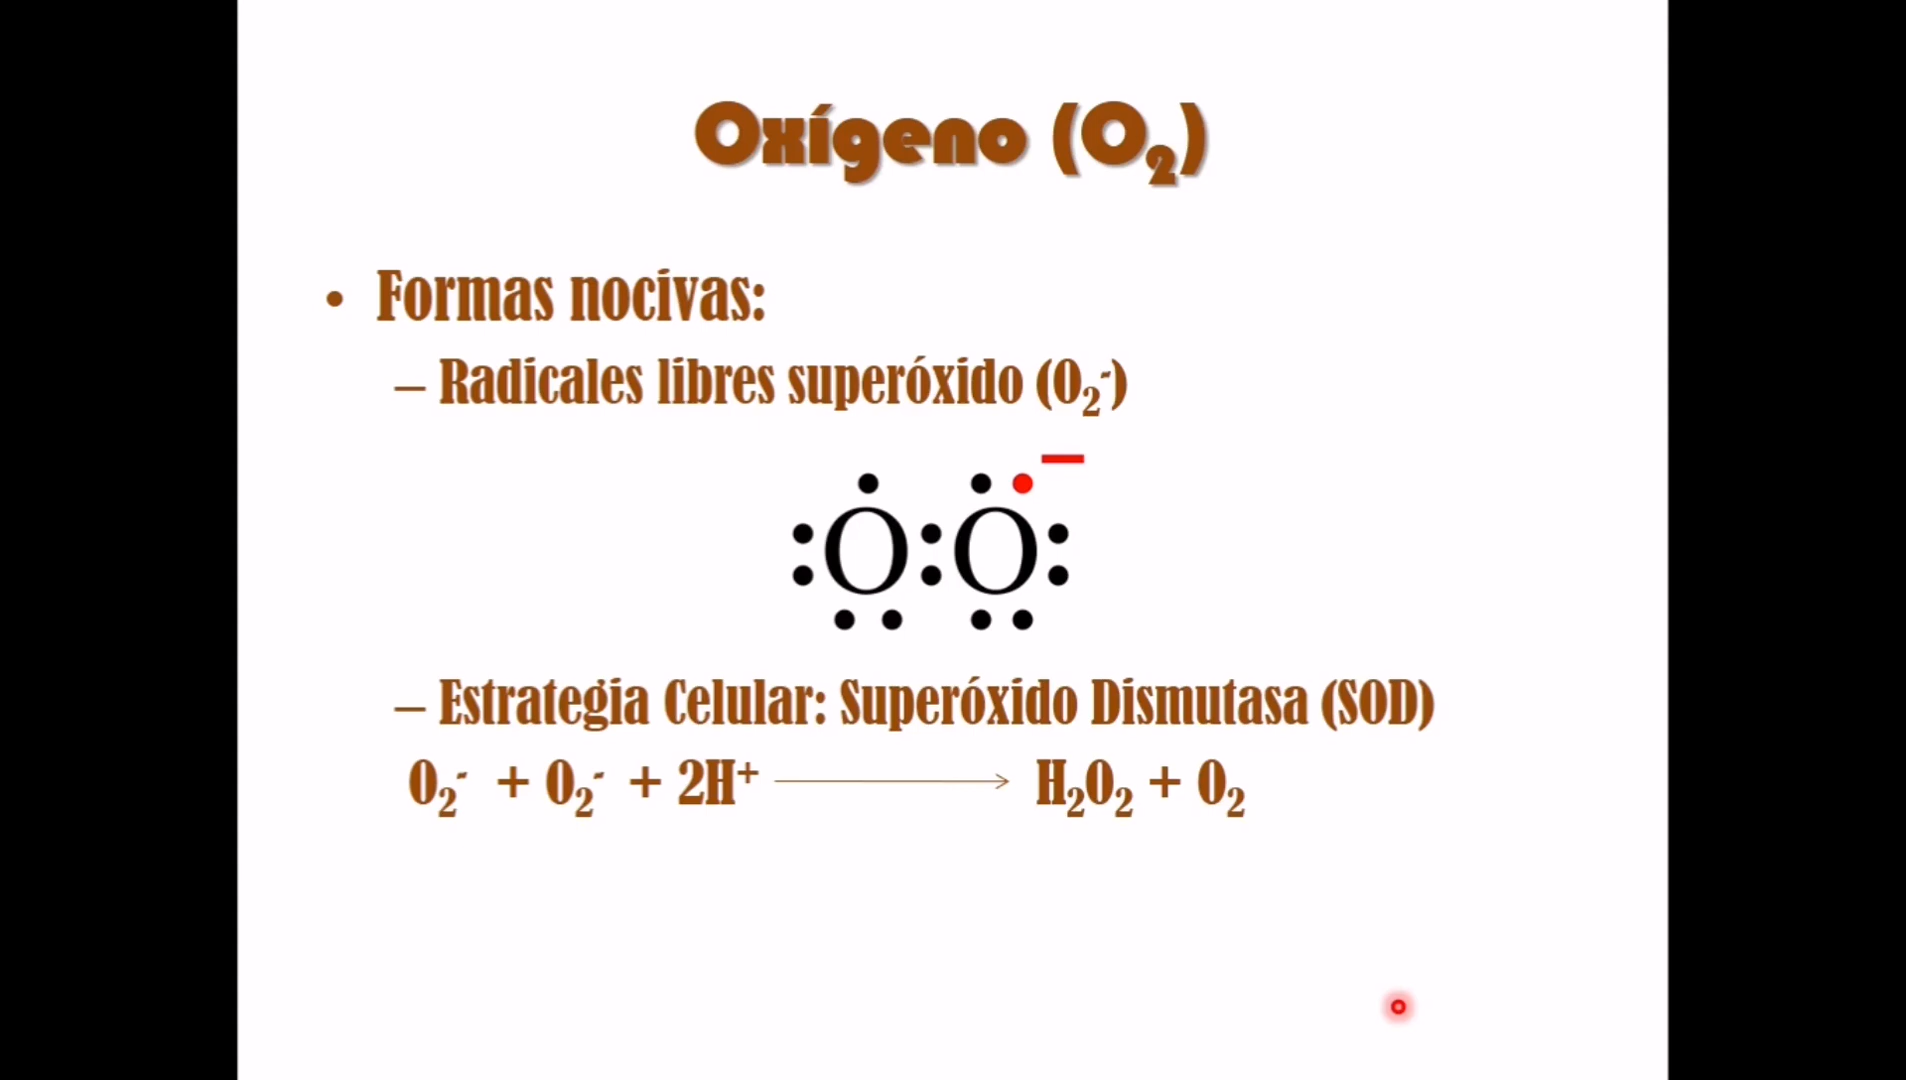 Oxígeno (O₂)
• Formas nocivas:
– Radicales libres superóxido (O₂⁻)
O O
– Estrategia Celular: Superóxido Dismutasa (SOD)
O₂⁻ + O₂⁻ + 2H⁺ ⟶ H₂O₂ + O₂